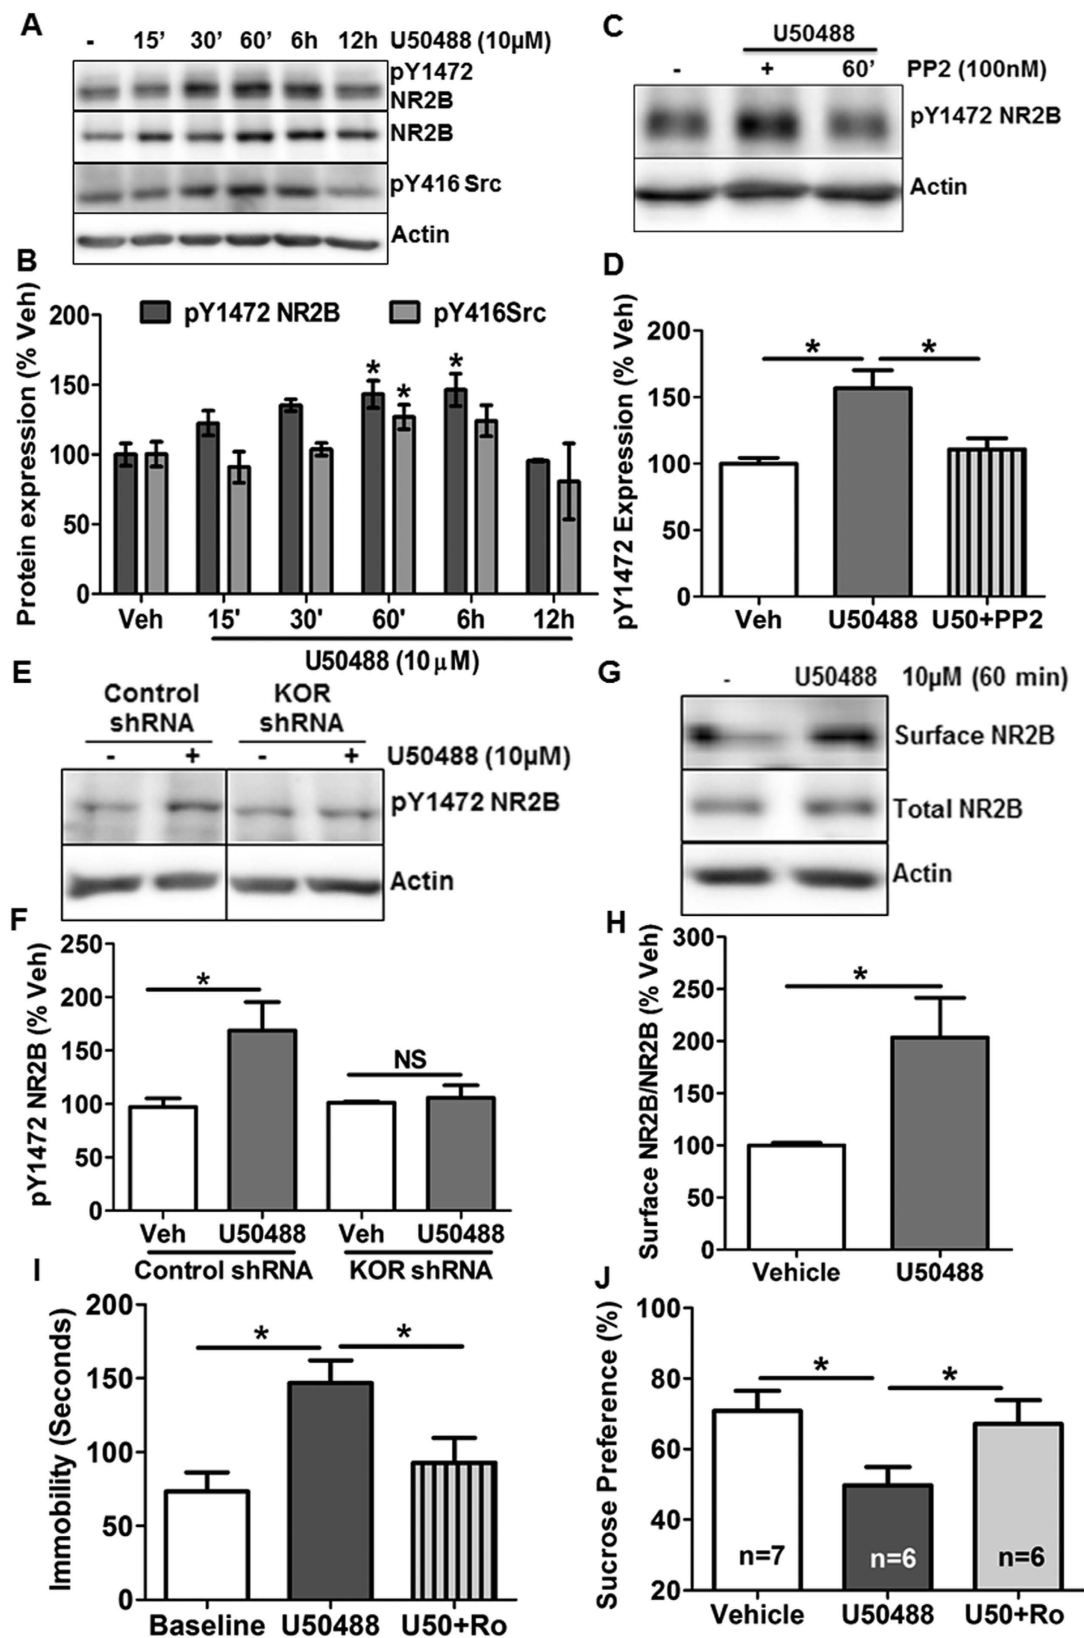 A
- 15’ 30’ 60’ 6h 12h U50488 (10µM)
pY1472
NR2B
NR2B
pY416 Src
Actin
B
Protein expression (% Veh)
pY1472 NR2B pY416Src
200
150
100
50
0
* * *
Veh 15' 30' 60' 6h 12h
U50488 (10 µM)
C
U50488
- + 60’ PP2 (100nM)
pY1472 NR2B
Actin
D
pY1472 Expression (% Veh)
200
150
100
50
0
* *
Veh U50488 U50+PP2
E
Control
shRNA
KOR
shRNA
- + - + U50488 (10µM)
pY1472 NR2B
Actin
F
pY1472 NR2B (% Veh)
250
200
150
100
50
0
* NS
Veh U50488 Veh U50488
Control shRNA KOR shRNA
G
- U50488 10µM (60 min)
Surface NR2B
Total NR2B
Actin
H
Surface NR2B/NR2B (% Veh)
300
250
200
150
100
50
0
*
Vehicle U50488
I
Immobility (Seconds)
200
150
100
50
0
* *
Baseline U50488 U50+Ro
J
Sucrose Preference (%)
100
80
60
40
20
* *
n=7 n=6 n=6
Vehicle U50488 U50+Ro